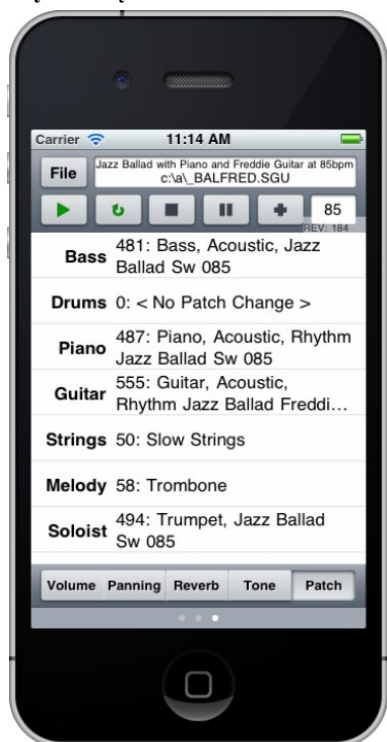 Carrier 11:14 AM
File
Jazz Ballad with Piano and Freddie Guitar at 85bpm
c:\a\_BALFRED.SGU
85
REV: 184
Bass 481: Bass, Acoustic, Jazz
Ballad Sw 085
Drums 0: < No Patch Change >
Piano 487: Piano, Acoustic, Rhythm
Jazz Ballad Sw 085
Guitar 555: Guitar, Acoustic,
Rhythm Jazz Ballad Freddi...
Strings 50: Slow Strings
Melody 58: Trombone
Soloist 494: Trumpet, Jazz Ballad
Sw 085
Volume Panning Reverb Tone Patch